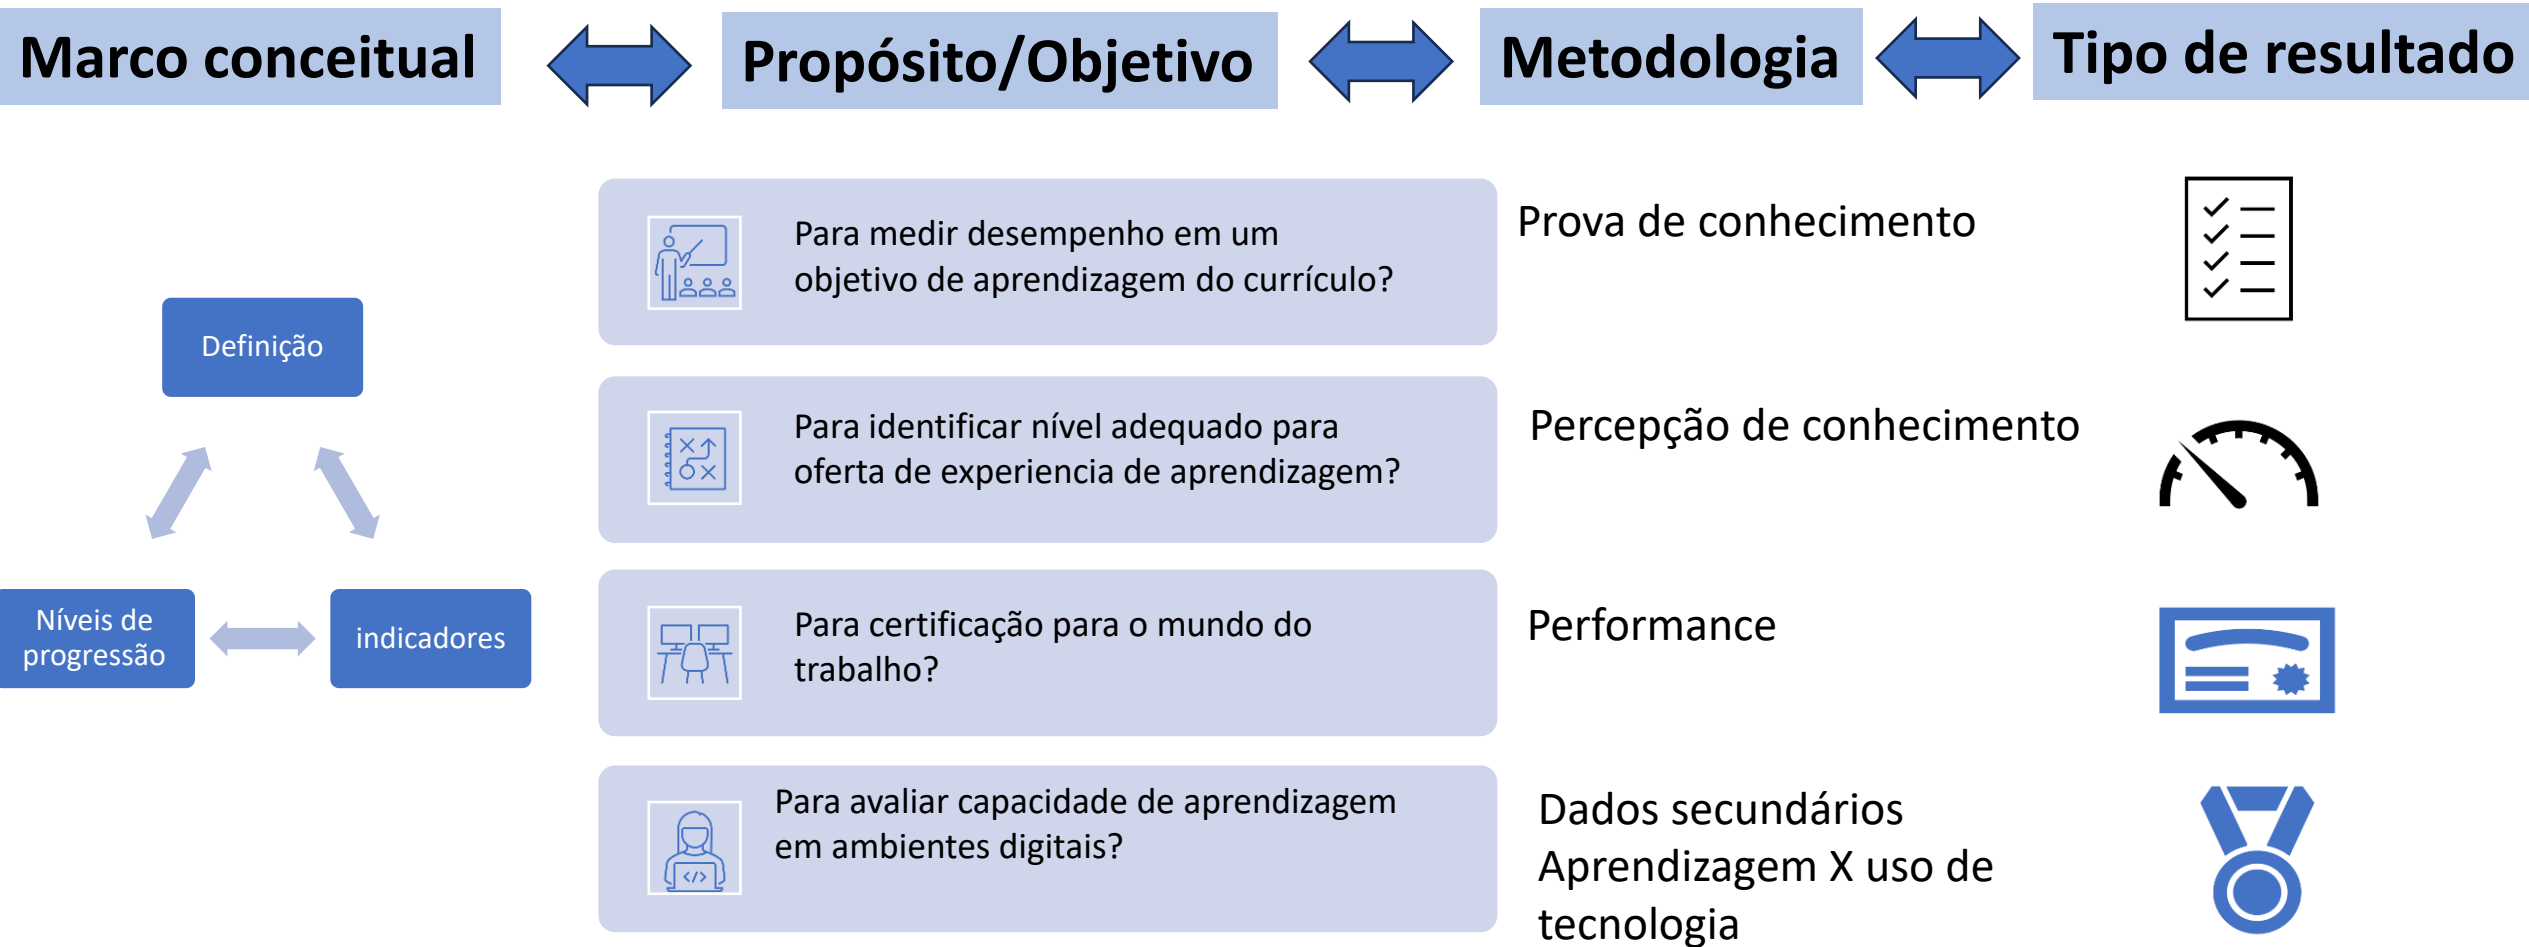 Marco conceitual
Propósito/Objetivo
Metodologia
Tipo de resultado
Definição
Níveis de
progressão
indicadores
Para medir desempenho em um
objetivo de aprendizagem do currículo?
Prova de conhecimento
Para identificar nível adequado para
oferta de experiencia de aprendizagem?
Percepção de conhecimento
Para certificação para o mundo do
trabalho?
Performance
Para avaliar capacidade de aprendizagem
em ambientes digitais?
Dados secundários
Aprendizagem X uso de
tecnologia